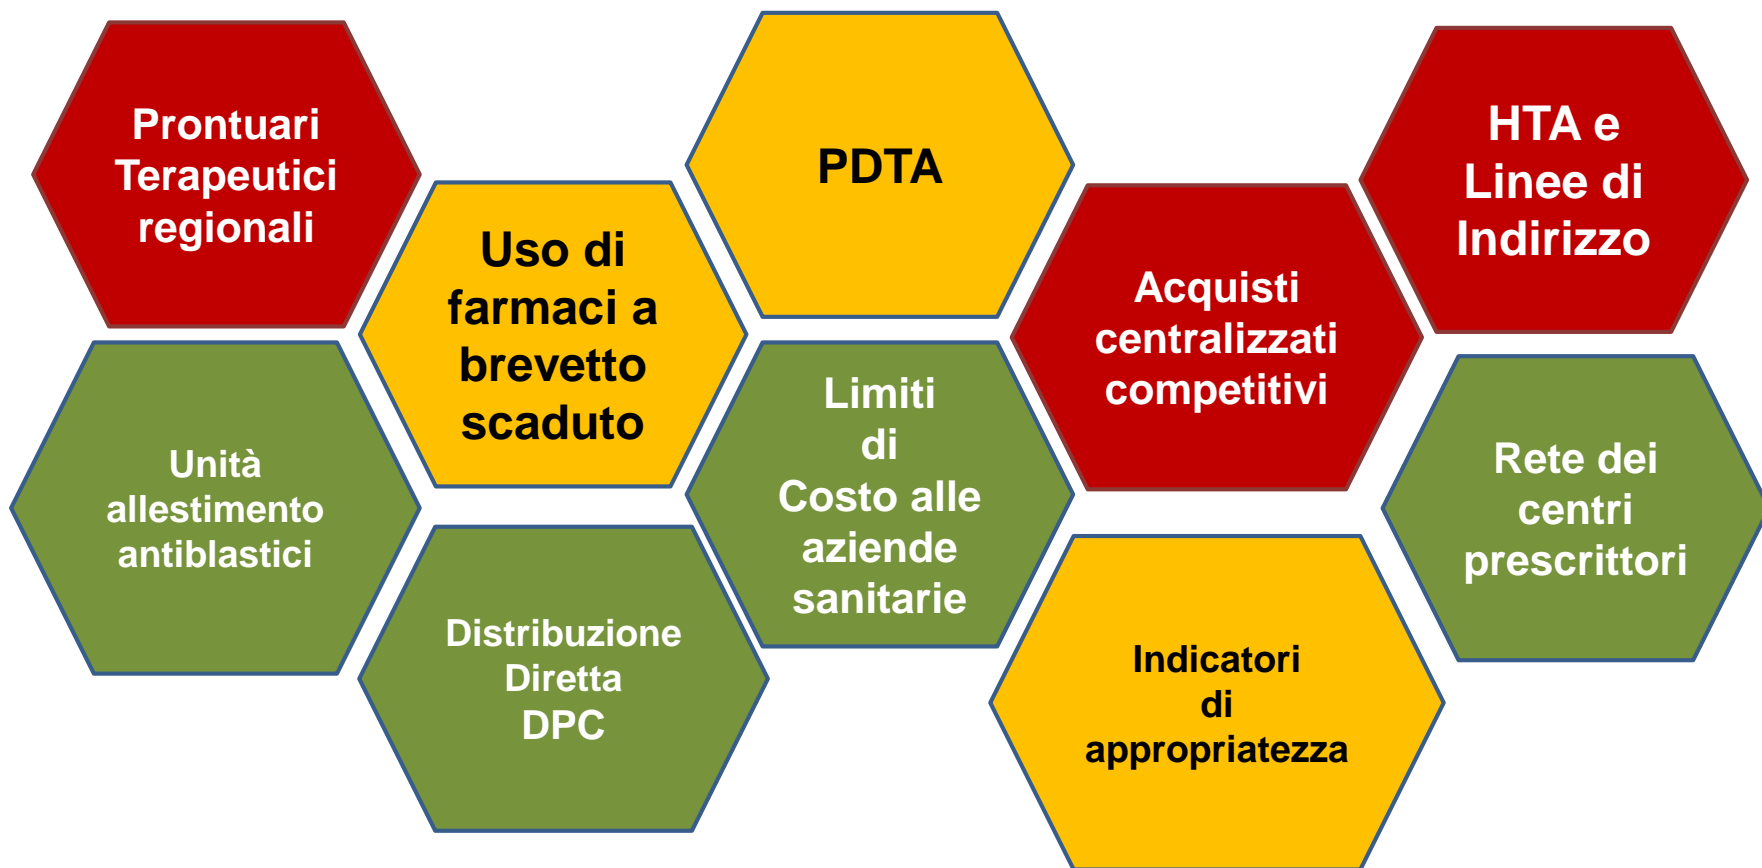 Prontuari
Terapeutici
regionali
Uso di
farmaci a
brevetto
scaduto
PDTA
Acquisti
centralizzati
competitivi
HTA e
Linee di
Indirizzo
Unità
allestimento
antiblastici
Distribuzione
Diretta
DPC
Limiti
di
Costo alle
aziende
sanitarie
Indicatori
di
appropriatezza
Rete dei
centri
prescrittori